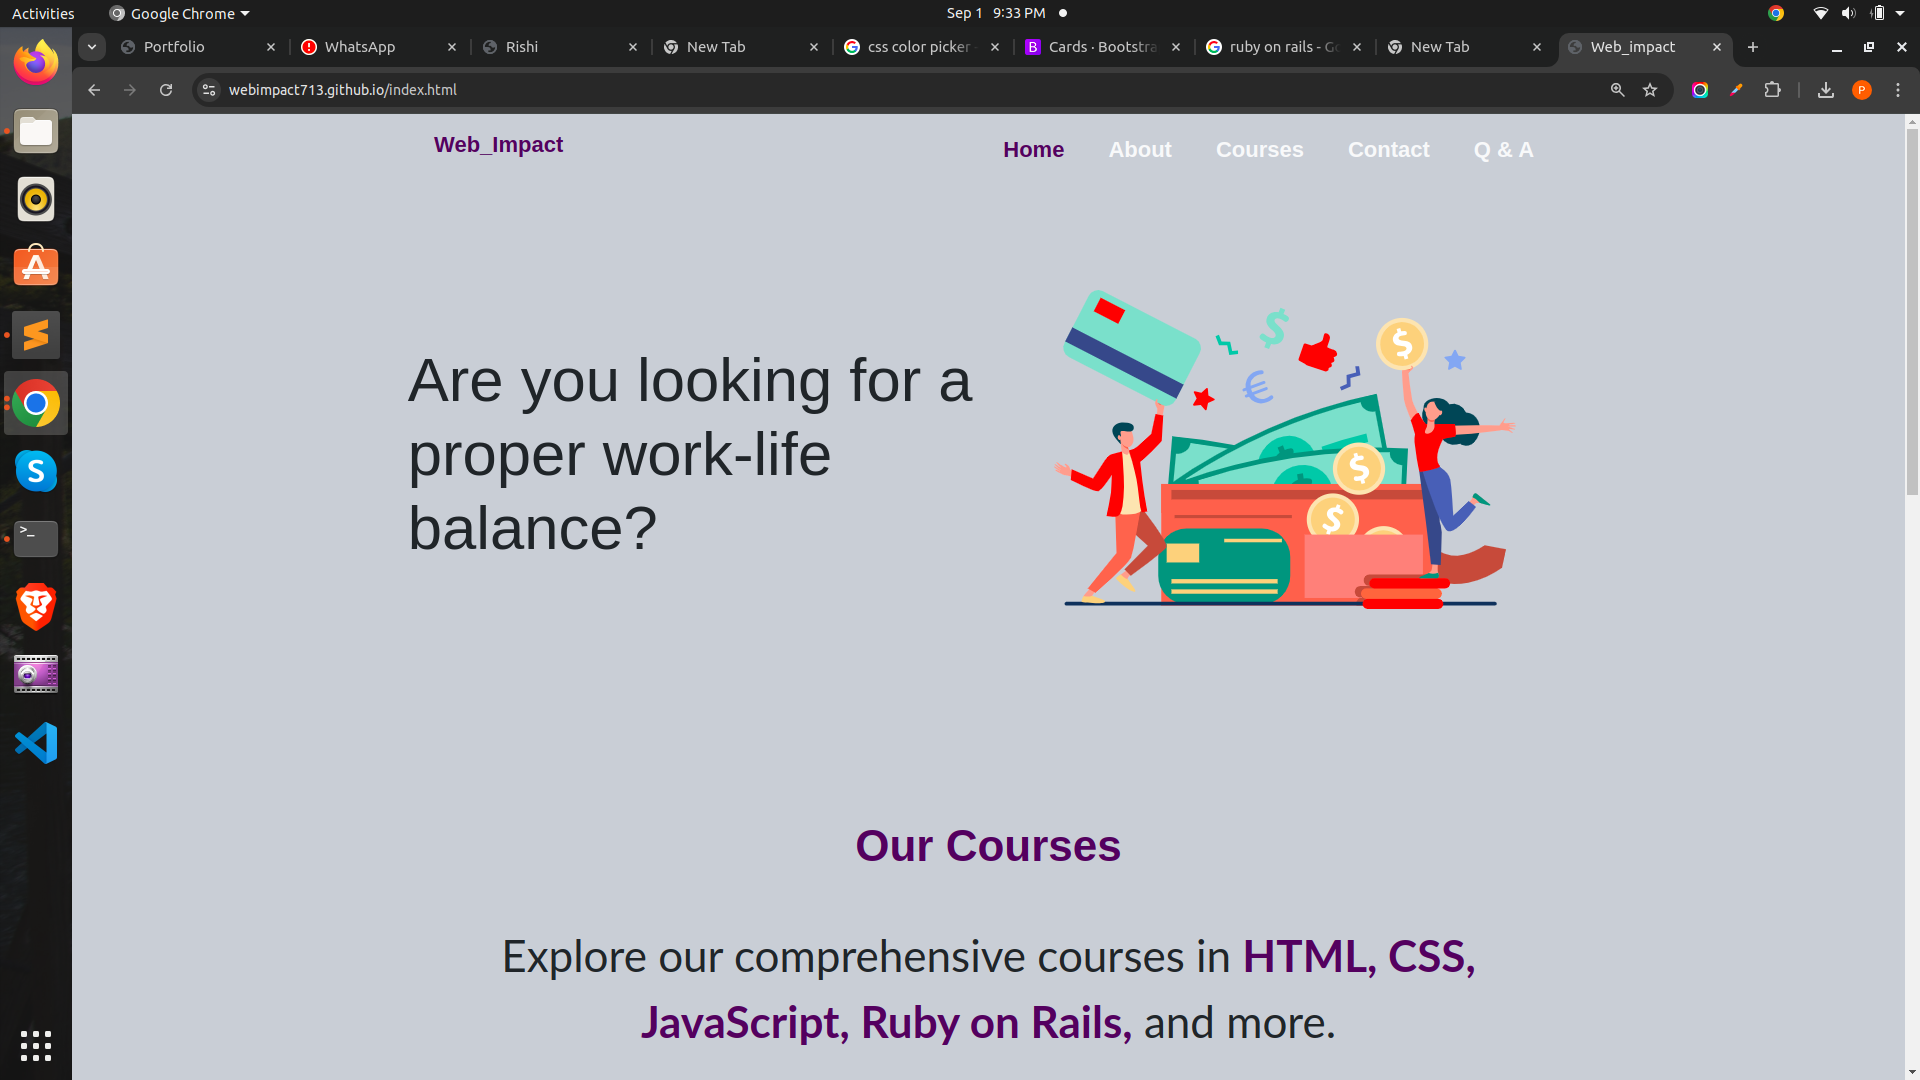 Activities
Google Chrome
Sep 1 9:33 PM
Portfolio
WhatsApp
Rishi
New Tab
css color picker
Cards · Bootstra
ruby on rails - Go
New Tab
Web_impact
webimpact713.github.io/index.html
P
Web_Impact
Home
About
Courses
Contact
Q & A
Are you looking for a
proper work-life
balance?
Our Courses
Explore our comprehensive courses in HTML, CSS,
JavaScript, Ruby on Rails, and more.